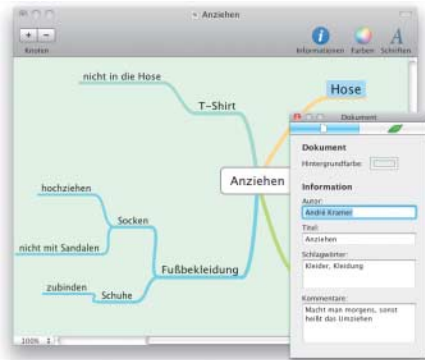 Anziehen
+ −
Knoten
Informationen Farben Schriften
nicht in die Hose
T-Shirt
Hose
Anziehen
hochziehen
Socken
nicht mit Sandalen
Fußbekleidung
zubinden
Schuhe
100%
Dokument
Dokument
Hintergrundfarbe:
Information
Autor:
André Kramer
Titel:
Anziehen
Schlagwörter:
Kleider, Kleidung
Kommentare:
Macht man morgens, sonst
heißt das Umziehen